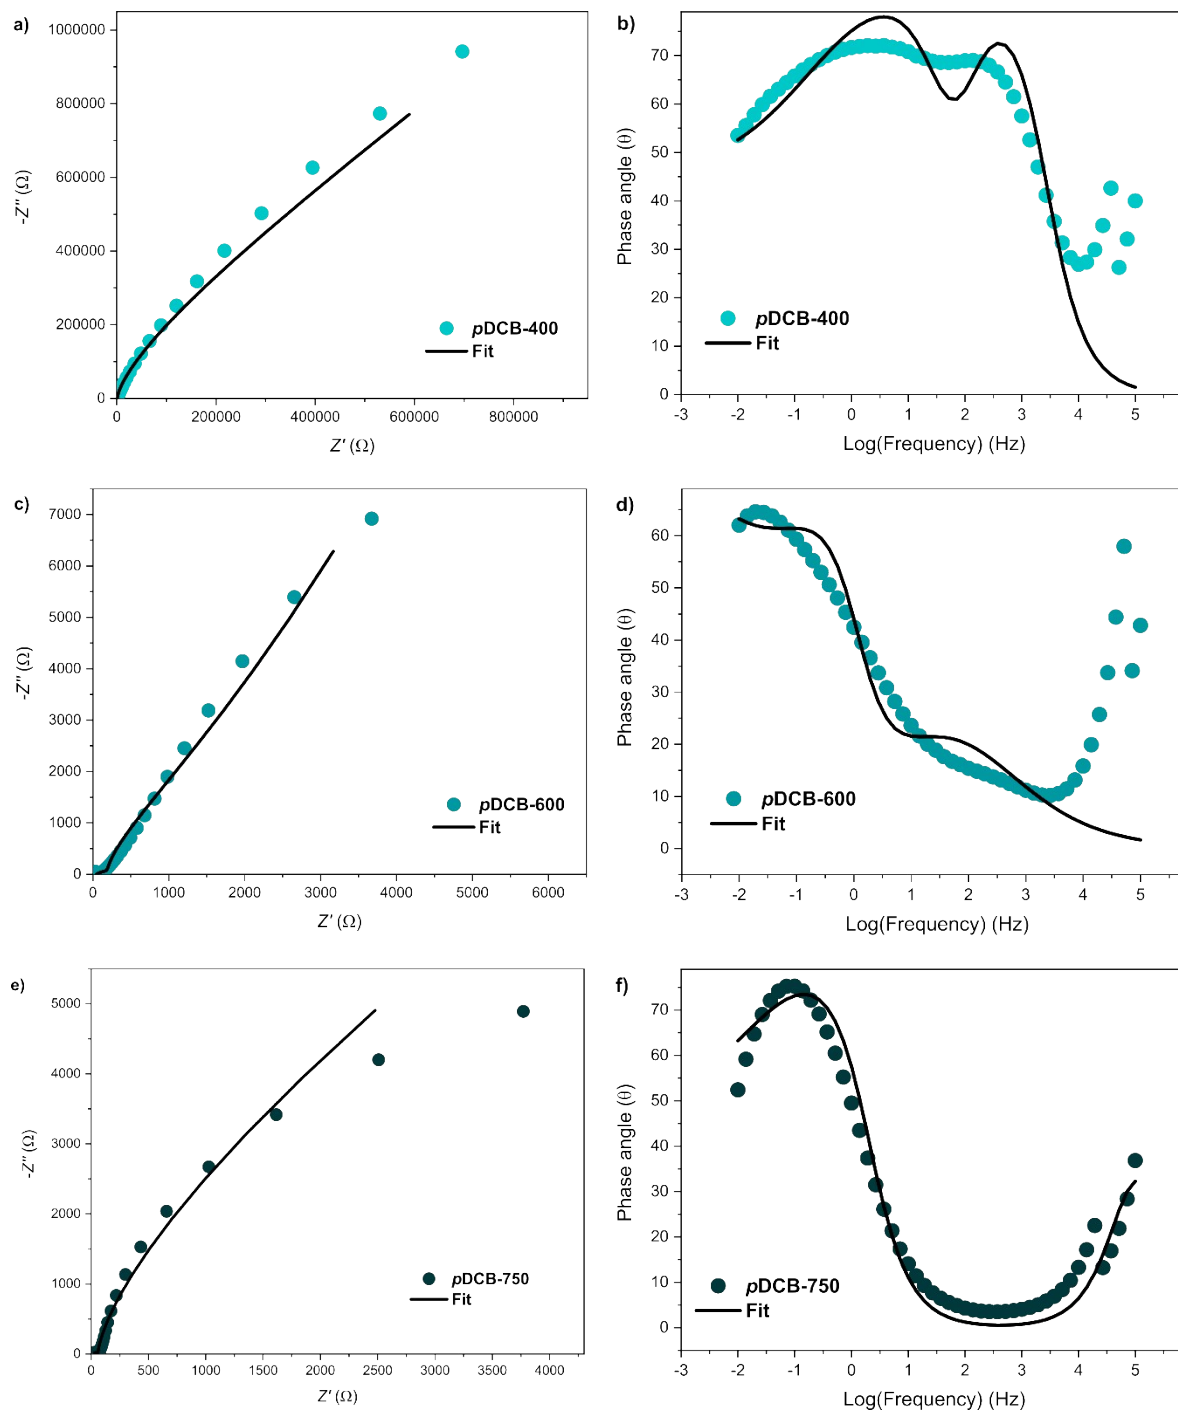 a)
1000000
800000
600000
400000
200000
0
-Z'' (Ω)
pDCB-400
Fit
0 200000 400000 600000 800000
Z' (Ω)
b)
70
60
50
40
30
20
10
0
Phase angle (θ)
pDCB-400
Fit
-3 -2 -1 0 1 2 3 4 5
Log(Frequency) (Hz)
c)
7000
6000
5000
4000
3000
2000
1000
0
-Z'' (Ω)
pDCB-600
Fit
0 1000 2000 3000 4000 5000 6000
Z' (Ω)
d)
60
50
40
30
20
10
0
Phase angle (θ)
pDCB-600
Fit
-3 -2 -1 0 1 2 3 4 5
Log(Frequency) (Hz)
e)
5000
4000
3000
2000
1000
0
-Z'' (Ω)
pDCB-750
Fit
0 500 1000 1500 2000 2500 3000 3500 4000
Z' (Ω)
f)
70
60
50
40
30
20
10
0
Phase angle (θ)
pDCB-750
Fit
-3 -2 -1 0 1 2 3 4 5
Log(Frequency) (Hz)